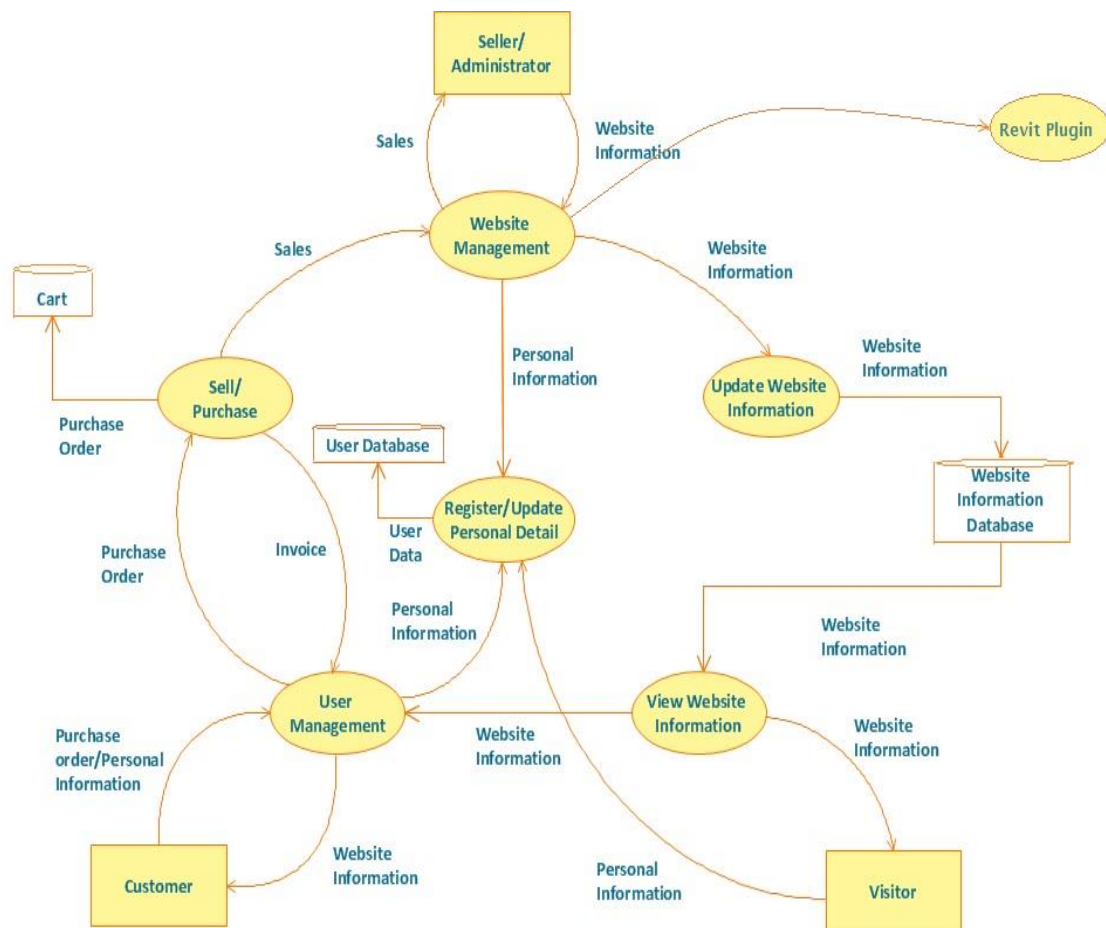 Seller/
Administrator
Sales
Website
Information
Revit Plugin
Website
Management
Sales
Website
Information
Cart
Personal
Information
Website
Information
Sell/
Purchase
Update Website
Information
Purchase
Order
User Database
Website
Information
Database
Register/Update
Personal Detail
User
Data
Purchase
Order
Invoice
Personal
Information
Website
Information
User
Management
View Website
Information
Purchase
order/Personal
Information
Website
Information
Website
Information
Website
Information
Personal
Information
Customer
Visitor